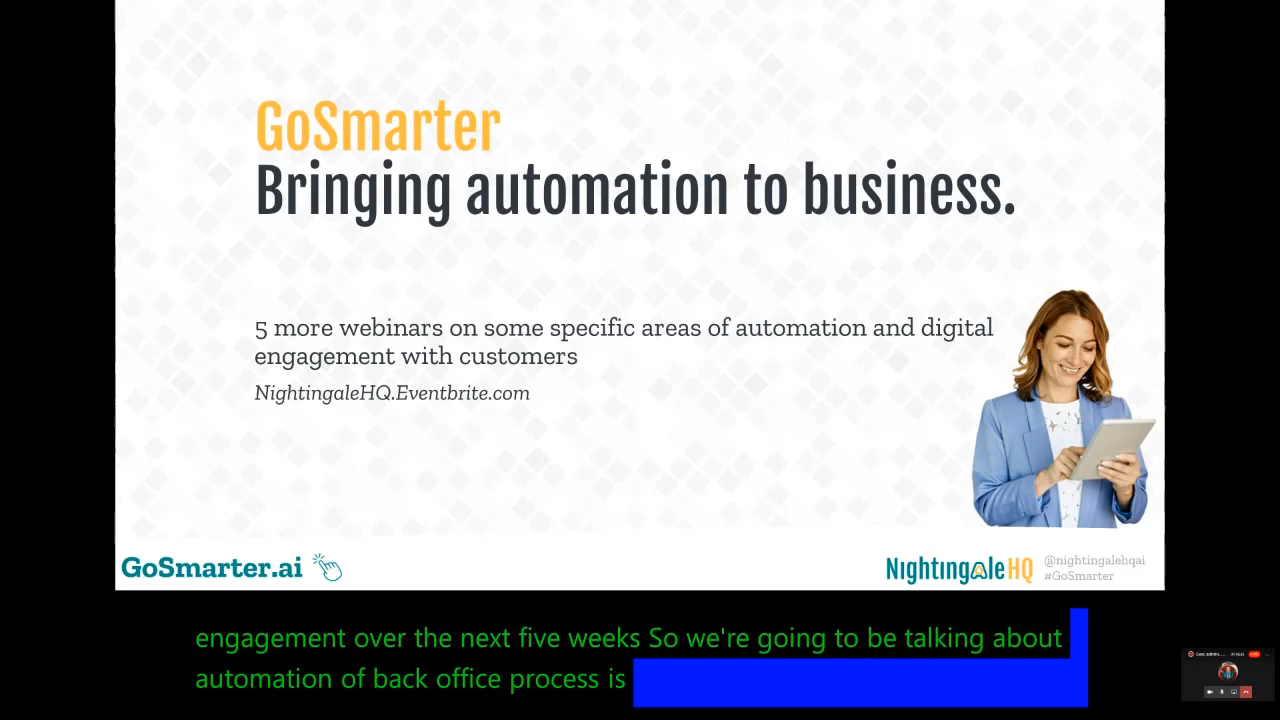 GoSmarter
Bringing automation to business.
5 more webinars on some specific areas of automation and digital
engagement with customers
NightingaleHQ.Eventbrite.com
GoSmarter.ai
NightingaleHQ
@nightingalehqai
#GoSmarter
engagement over the next five weeks So we're going to be talking about
automation of back office process is